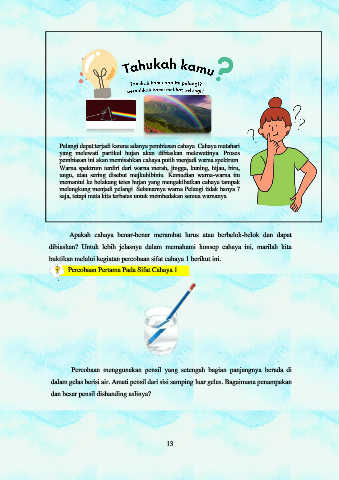 Tahukah kamu
?
Pelangi dapat terjadi karena adanya pembiasan cahaya. Cahaya matahari
yang melewati partikel hujan akan dibiaskan melewatinya. Proses
pembiasan ini akan memisahkan cahaya putih menjadi warna spektrum.
Warna spektrum terdiri dari warna merah, jingga, kuning, hijau, biru,
ungu, atau sering disebut mejikuhibiniu. Kemudian warna-warna itu
memantul ke belakang tetes hujan yang mengakibatkan cahaya tampak
melengkung menjadi pelangi. Sebenarnya warna Pelangi tidak hanya 7
saja, tetapi mata kita terbatas untuk membedakan semua warnanya.
Apakah cahaya benar-benar merambat lurus atau berbelok-belok dan dapat
dibiaskan? Untuk lebih jelasnya dalam memahami konsep cahaya ini, marilah kita
buktikan melalui kegiatan percobaan sifat cahaya 1 berikut ini.
Percobaan Pertama Pada Sifat Cahaya 1
Percobaan menggunakan pensil yang setengah bagian panjangnya berada di
dalam gelas berisi air. Amati pensil dari sisi samping luar gelas. Bagaimana penampakan
dan besar pensil dibanding aslinya?
13